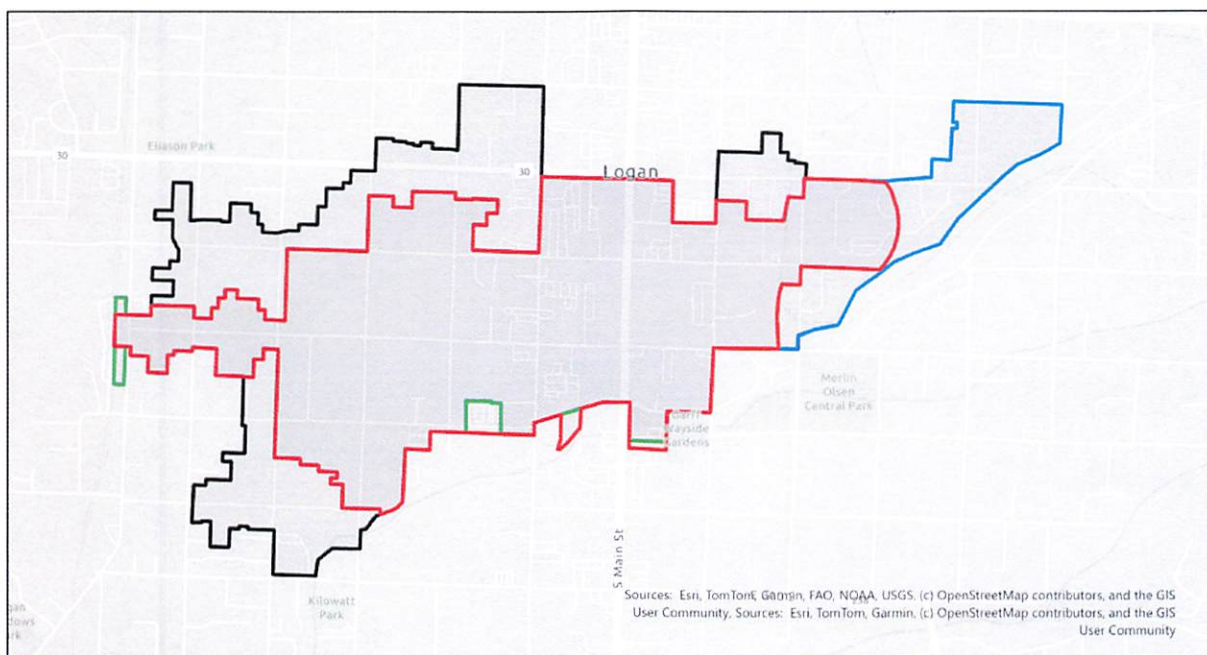 Eliason Park
30
30
Logan
Merlin
Olsen
Central Park
Wayside
Gardens
S Main St
Kilowatt
Park
Sources: Esri, TomTom, Garmin, FAO, NOAA, USGS, (c) OpenStreetMap contributors, and the GIS
User Community, Sources: Esri, TomTom, Garmin, (c) OpenStreetMap contributors, and the GIS
User Community